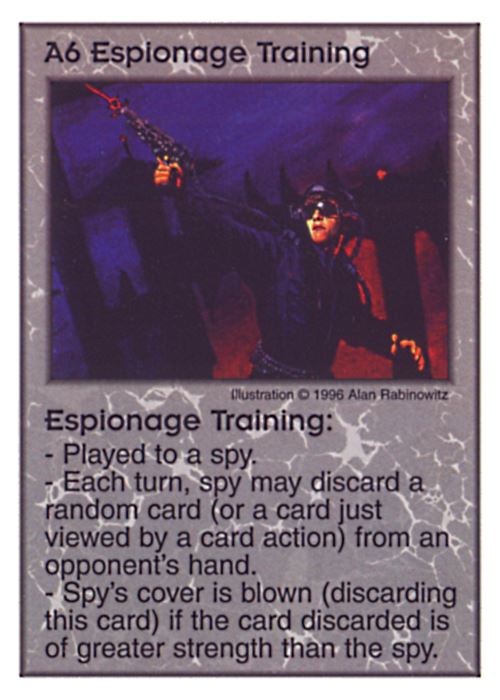 A6 Espionage Training
Illustration © 1996 Alan Rabinowitz
Espionage Training:
- Played to a spy.
- Each turn, spy may discard a
random card (or a card just
viewed by a card action) from an
opponent's hand.
- Spy's cover is blown (discarding
this card) if the card discarded is
of greater strength than the spy.